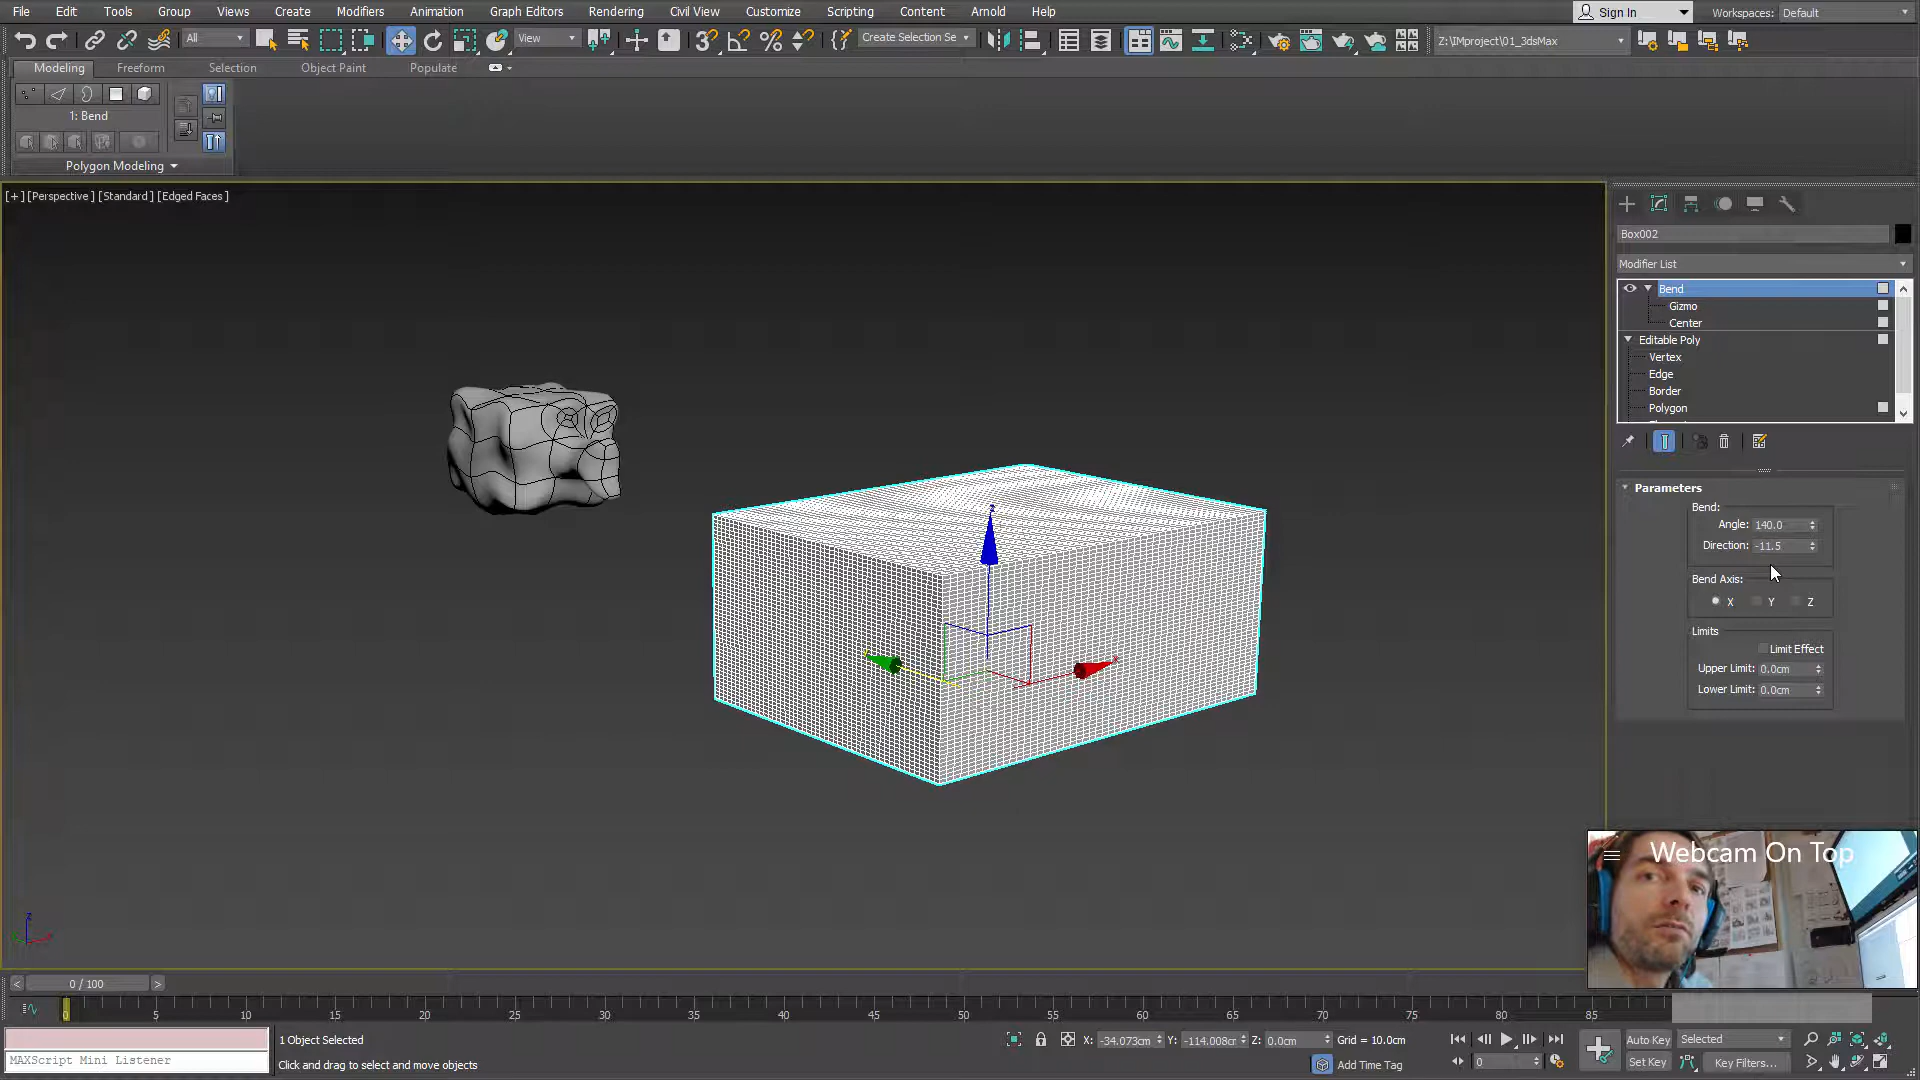 File Edit Tools Group Views Create Modifiers Animation Graph Editors Rendering Civil View Customize Scripting Content Arnold Help Sign In Workspaces: Default
All View Create Selection Se Z:\IMproject\01_3dsMax
Modeling Freeform Selection Object Paint Populate
1: Bend
Polygon Modeling
[+] [Perspective] [Standard] [Edged Faces]
Box002
Modifier List
Bend
Gizmo
Center
Editable Poly
Vertex
Edge
Border
Polygon
Parameters
Bend:
Angle: 140.0
Direction: -11.5
Bend Axis:
X Y Z
Limits
Limit Effect
Upper Limit: 0.0cm
Lower Limit: 0.0cm
Webcam On Top
0 / 100
0 5 10 15 20 25 30 35 40 45 50 55 60 65 70 75 80 85
1 Object Selected X: -34.073cm Y: -114.008cm Z: 0.0cm Grid = 10.0cm Auto Key Selected
MAXScript Mini Listener Click and drag to select and move objects Add Time Tag 0 Set Key Key Filters...